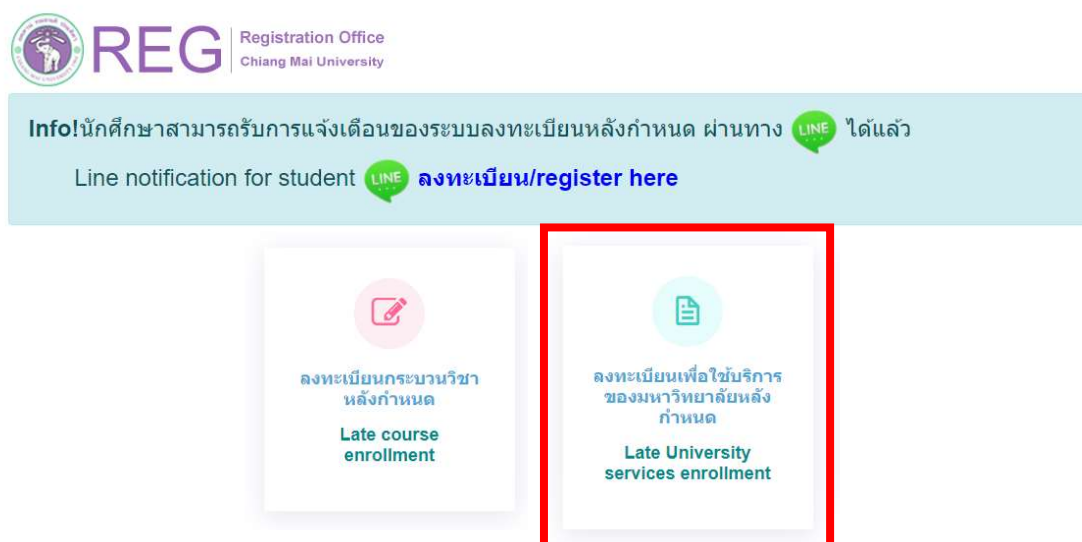 REG
Registration Office
Chiang Mai University
Info!นักศึกษาสามารถรับการแจ้งเตือนของระบบลงทะเบียนหลังกำหนด ผ่านทาง LINE ได้แล้ว
Line notification for student LINE ลงทะเบียน/register here
ลงทะเบียนกระบวนวิชา
หลังกำหนด
Late course
enrollment
ลงทะเบียนเพื่อใช้บริการ
ของมหาวิทยาลัยหลัง
กำหนด
Late University
services enrollment